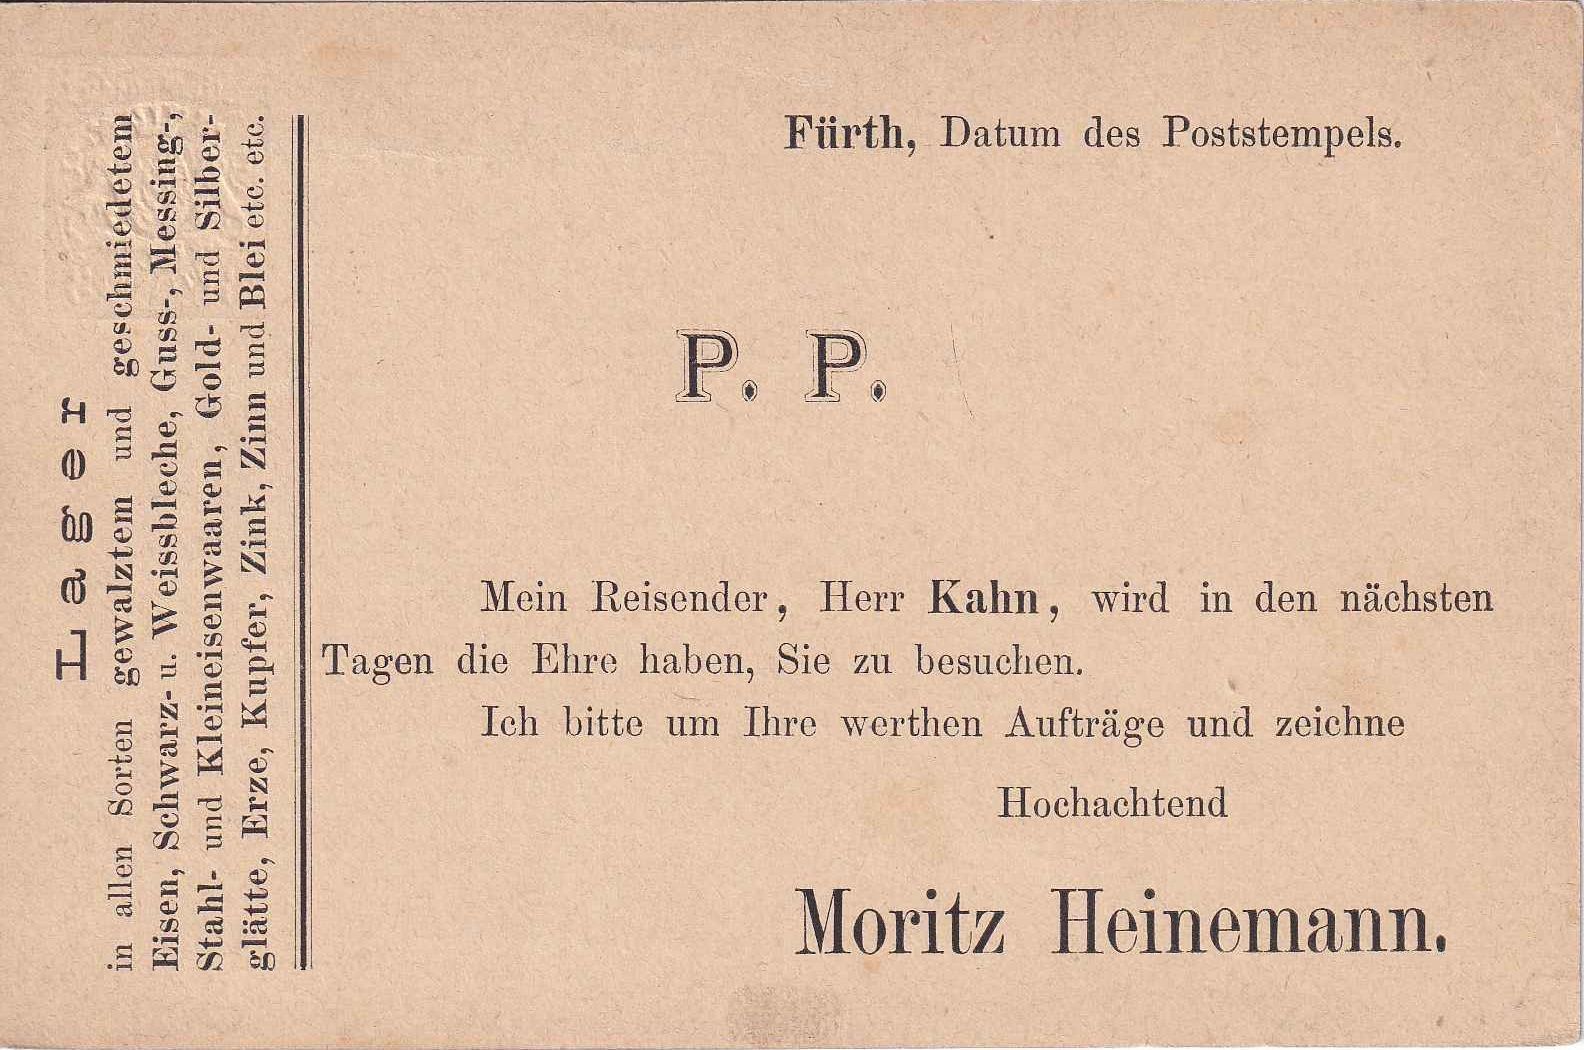 Lager
in allen Sorten gewalztem und geschmiedetem
Eisen, Schwarz- u. Weissbleche, Guss-, Messing-,
Stahl- und Kleineisenwaaren, Gold- und Silber-
glätte, Erze, Kupfer, Zink, Zinn und Blei etc. etc.
Fürth, Datum des Poststempels.
P. P.
Mein Reisender, Herr Kahn, wird in den nächsten
Tagen die Ehre haben, Sie zu besuchen.
Ich bitte um Ihre werthen Aufträge und zeichne
Hochachtend
Moritz Heinemann.